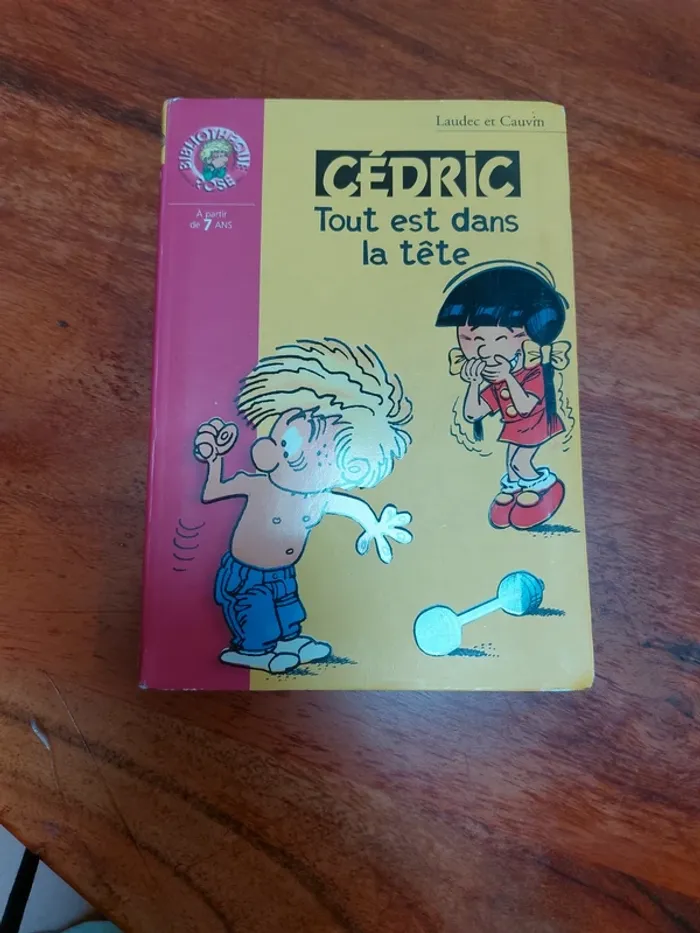 BIBLIOTHÈQUE
ROSE
À partir
de 7 ANS
Laudec et Cauvin
CÉDRIC
Tout est dans
la tête